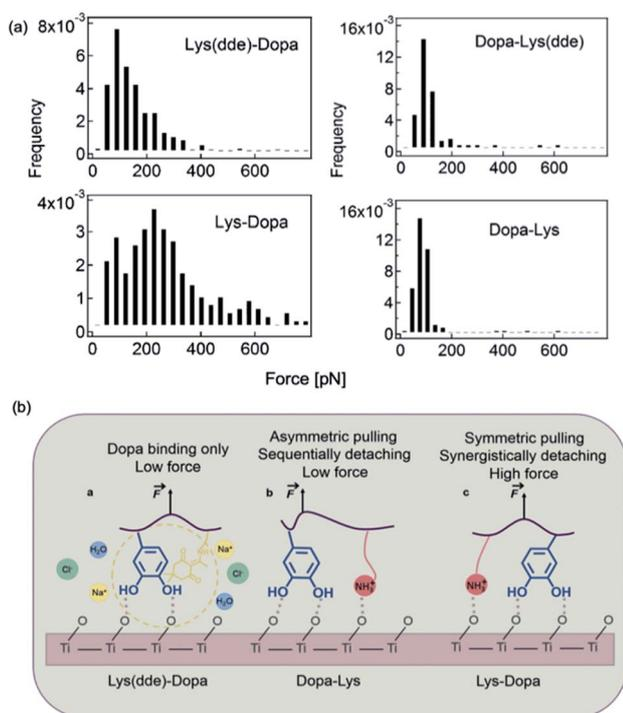 (a)
8x10⁻³
6
4
2
0
Frequency
Lys(dde)-Dopa
0 200 400 600
16x10⁻³
12
8
4
0
Frequency
Dopa-Lys(dde)
0 200 400 600
4x10⁻³
3
2
1
0
Lys-Dopa
0 200 400 600
16x10⁻³
12
8
4
0
Dopa-Lys
0 200 400 600
Force [pN]
(b)
Dopa binding only
Low force
a
F
H₂O
Cl⁻
Na⁺
Na⁺
Cl⁻
H₂O
HO OH
O O O O
Ti — Ti — Ti — Ti
Lys(dde)-Dopa
Asymmetric pulling
Sequentially detaching
Low force
b
F
HO OH
NH₃⁺
O O O O
Ti — Ti — Ti — Ti
Dopa-Lys
Symmetric pulling
Synergistically detaching
High force
c
F
NH₃⁺
HO OH
O O O O
Ti — Ti — Ti — Ti
Lys-Dopa